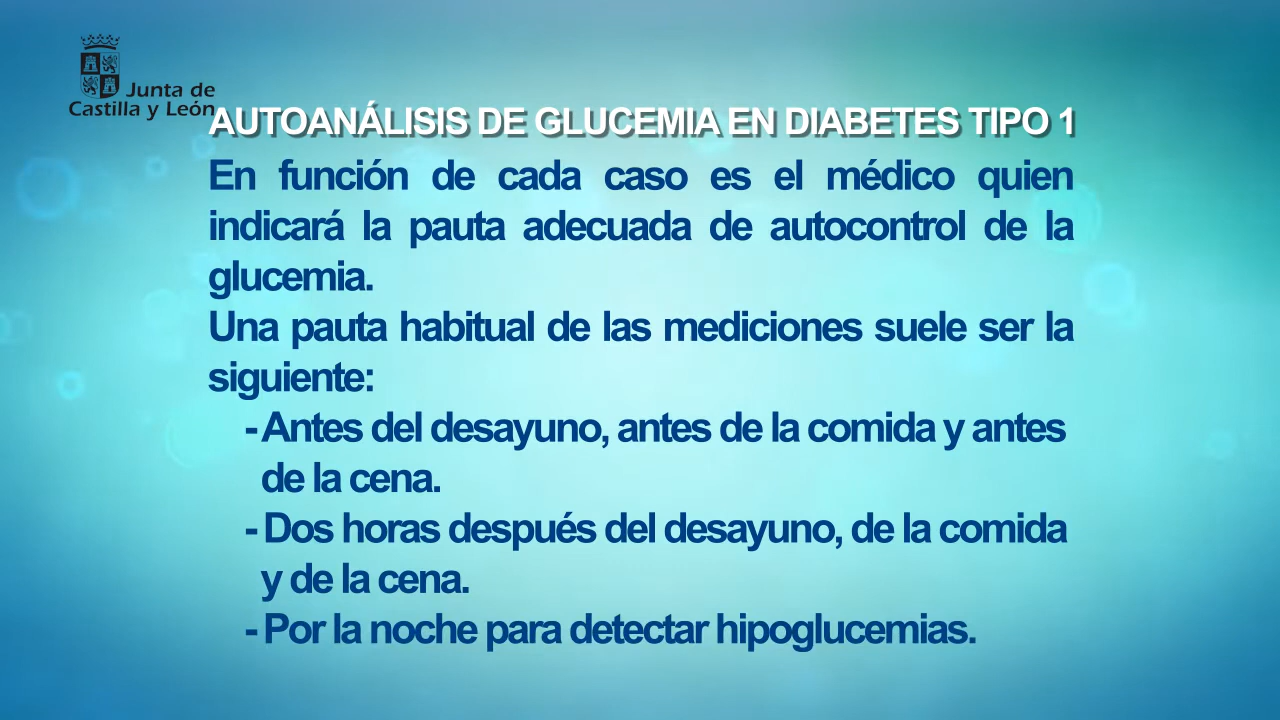 Junta de
Castilla y León
AUTOANÁLISIS DE GLUCEMIA EN DIABETES TIPO 1
En función de cada caso es el médico quien
indicará la pauta adecuada de autocontrol de la
glucemia.
Una pauta habitual de las mediciones suele ser la
siguiente:
- Antes del desayuno, antes de la comida y antes
de la cena.
- Dos horas después del desayuno, de la comida
y de la cena.
- Por la noche para detectar hipoglucemias.